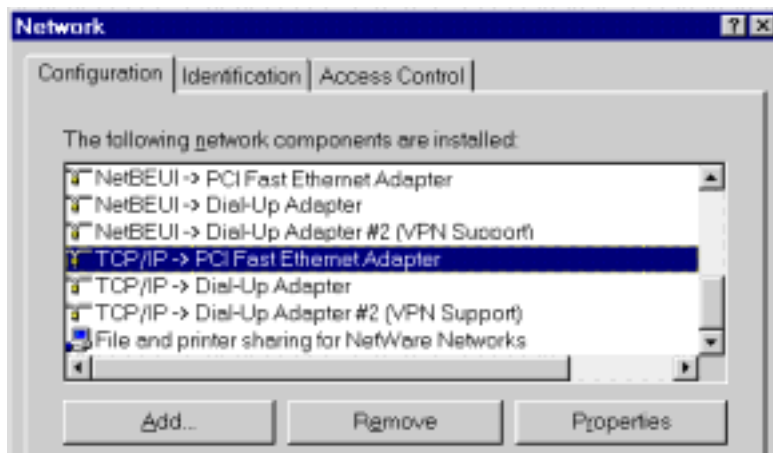 Network
Configuration Identification Access Control
The following network components are installed:
NetBEUI -> PCI Fast Ethernet Adapter
NetBEUI -> Dial-Up Adapter
NetBEUI -> Dial-Up Adapter #2 (VPN Support)
TCP/IP -> PCI Fast Ethernet Adapter
TCP/IP -> Dial-Up Adapter
TCP/IP -> Dial-Up Adapter #2 (VPN Support)
File and printer sharing for NetWare Networks
Add... Remove Properties